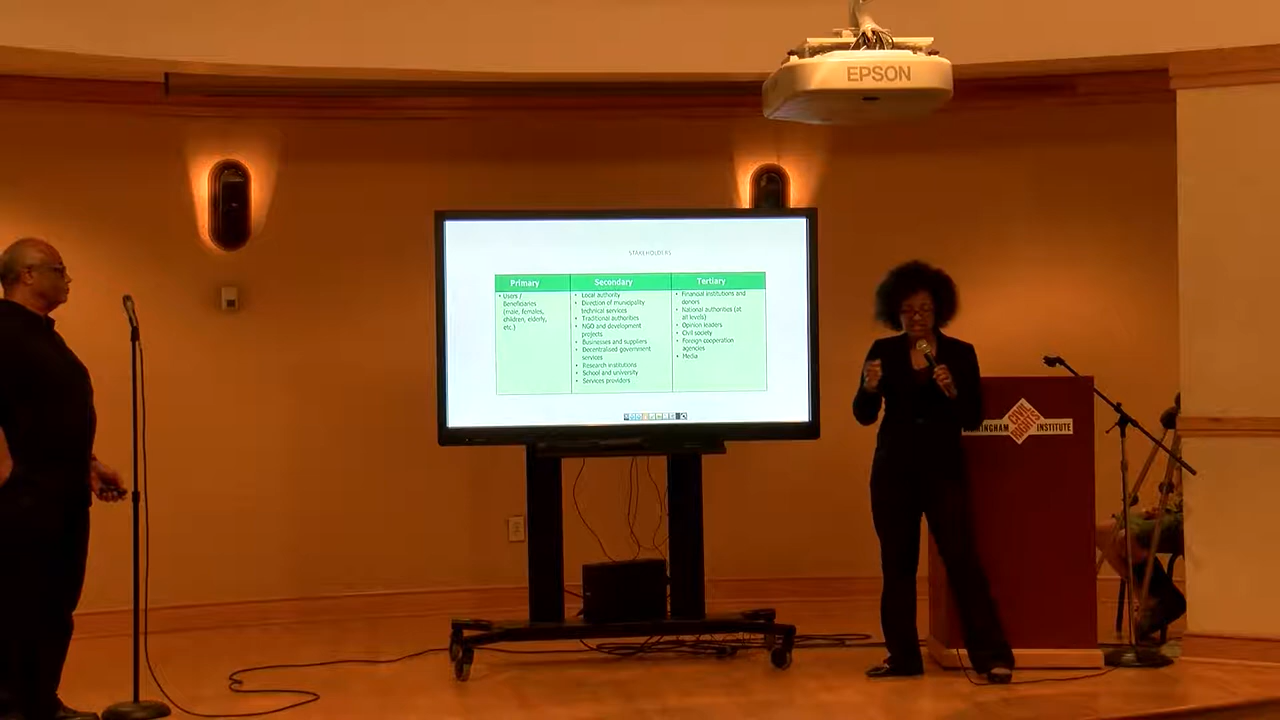 EPSON
STAKEHOLDERS
Primary
Secondary
Tertiary
• Users /
Beneficiaries
(male, females,
children, elderly,
etc.)
• Local authority
• Direction of municipality
technical services
• Traditional authorities
• NGO and development
projects
• Businesses and suppliers
• Decentralised government
services
• Research institutions
• School and university
• Services providers
• Financial institutions and
donors
• National authorities (at
all levels)
• Opinion leaders
• Civil society
• Foreign cooperation
agencies
• Media
CIVIL
RIGHTS
INSTITUTE